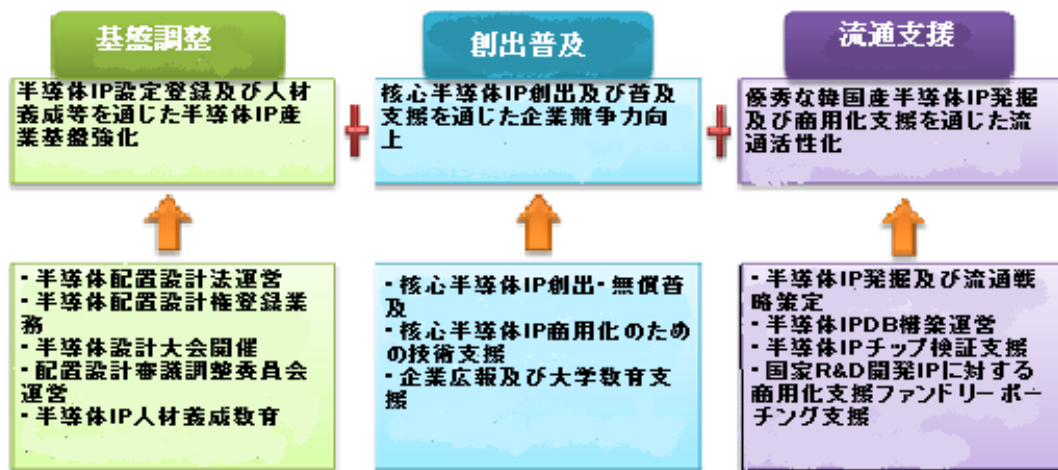 基盤調整
半導体IP設定登録及び人材
養成等を通じた半導体IP産
業基盤強化
創出普及
核心半導体IP創出及び普及
支援を通じた企業競争力向
上
流通支援
優秀な韓国産半導体IP発掘
及び商用化支援を通じた流
通活性化
・半導体配置設計法運営
・半導体配置設計権登録業
務
・半導体設計大会開催
・配置設計審議調整委員会
運営
・半導体IP人材養成教育
・核心半導体IP創出・無償普
及
・核心半導体IP商用化のため
の技術支援
・企業広報及び大学教育支
援
・半導体IP発掘及び流通戦
略策定
・半導体IPDB構築運営
・半導体IPチップ検証支援
・国家R&D開発IPに対する
商用化支援ファンドリーポー
チング支援